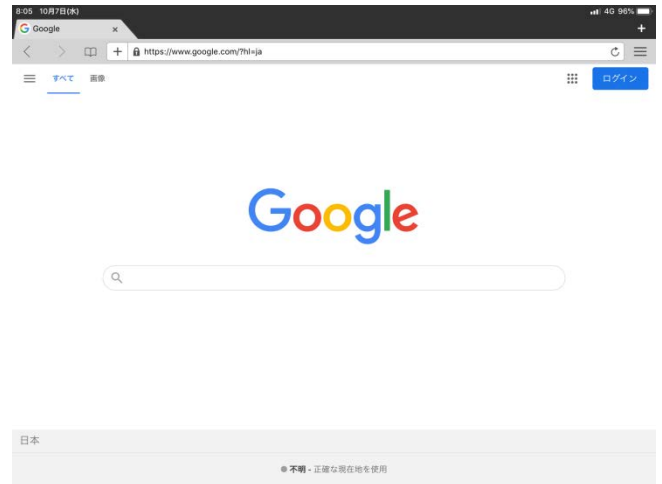 8:05 10月7日(水) 4G 96%
Google
https://www.google.com/?hl=ja
すべて 画像 ログイン
Google
日本
不明 - 正確な現在地を使用